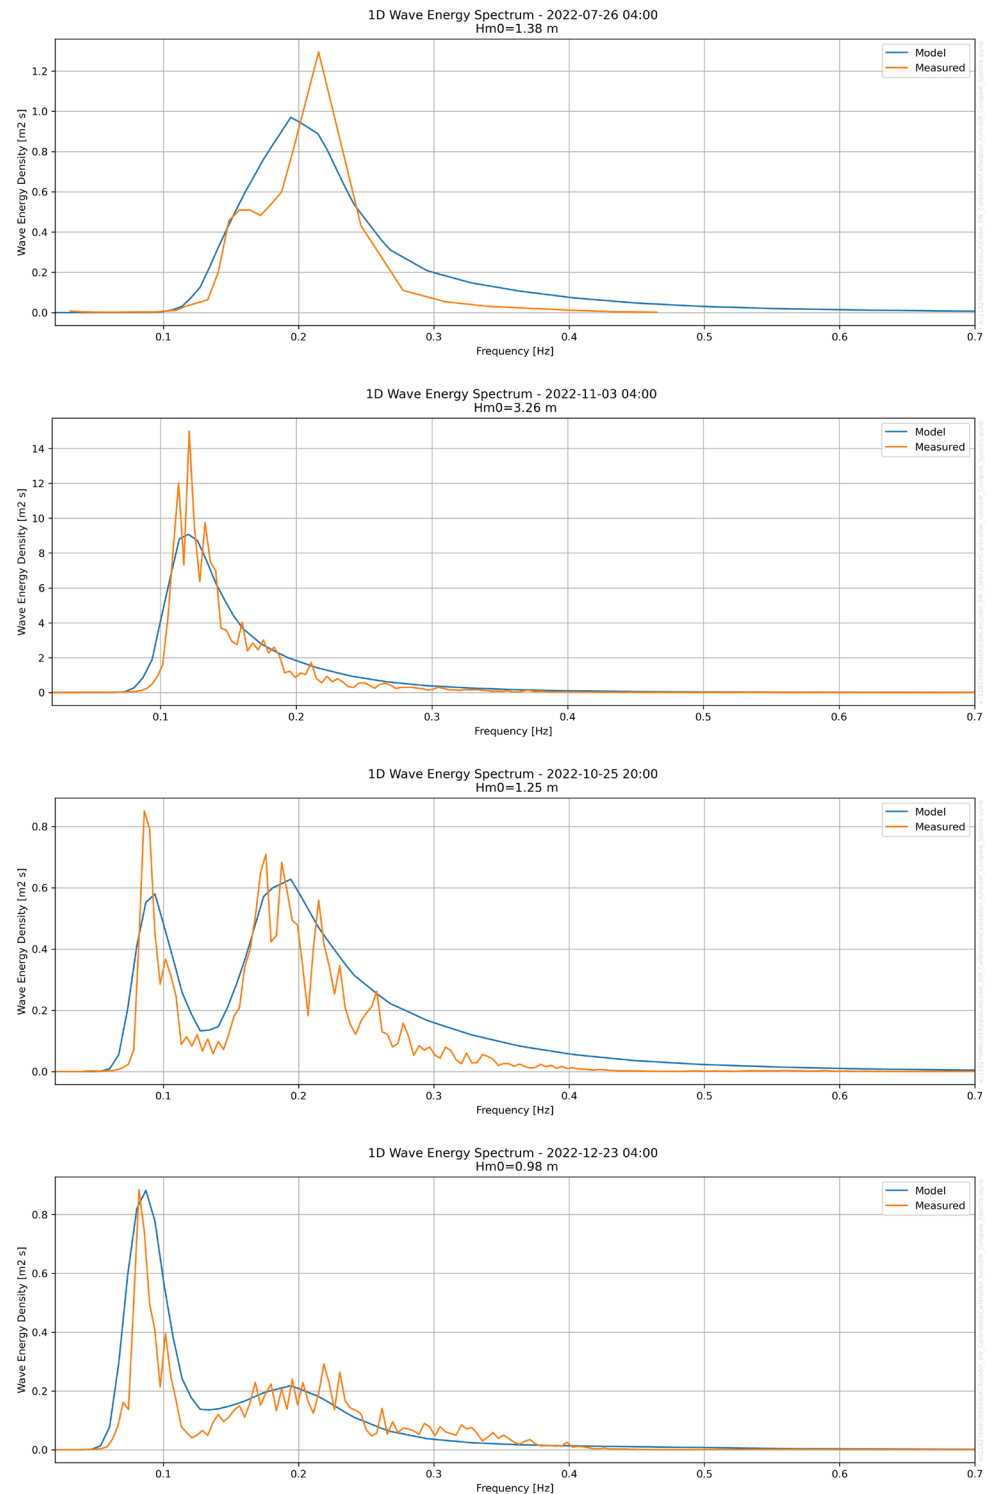 1D Wave Energy Spectrum - 2022-07-26 04:00
Hm0=1.38 m
Model
Measured
Wave Energy Density [m2 s]
1.2
1.0
0.8
0.6
0.4
0.2
0.0
0.1 0.2 0.3 0.4 0.5 0.6 0.7
Frequency [Hz]
1D Wave Energy Spectrum - 2022-11-03 04:00
Hm0=3.26 m
Model
Measured
Wave Energy Density [m2 s]
14
12
10
8
6
4
2
0
0.1 0.2 0.3 0.4 0.5 0.6 0.7
Frequency [Hz]
1D Wave Energy Spectrum - 2022-10-25 20:00
Hm0=1.25 m
Model
Measured
Wave Energy Density [m2 s]
0.8
0.6
0.4
0.2
0.0
0.1 0.2 0.3 0.4 0.5 0.6 0.7
Frequency [Hz]
1D Wave Energy Spectrum - 2022-12-23 04:00
Hm0=0.98 m
Model
Measured
Wave Energy Density [m2 s]
0.8
0.6
0.4
0.2
0.0
0.1 0.2 0.3 0.4 0.5 0.6 0.7
Frequency [Hz]